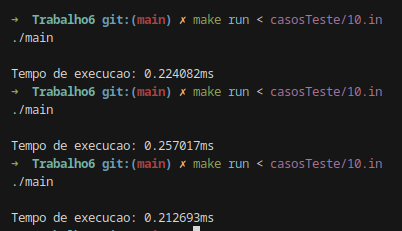 → Trabalho6 git:(main) ✗ make run < casosTeste/10.in
./main

Tempo de execucao: 0.224082ms
→ Trabalho6 git:(main) ✗ make run < casosTeste/10.in
./main

Tempo de execucao: 0.257017ms
→ Trabalho6 git:(main) ✗ make run < casosTeste/10.in
./main

Tempo de execucao: 0.212693ms